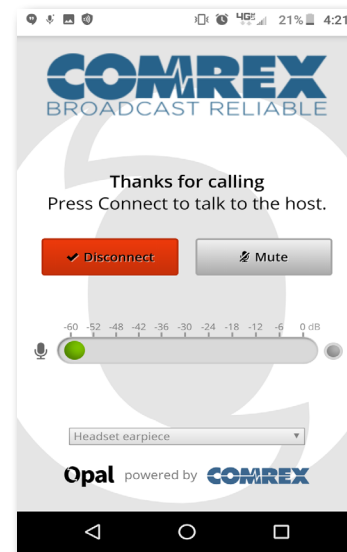 4G 21% 4:21
COMREX
BROADCAST RELIABLE
Thanks for calling
Press Connect to talk to the host.
Disconnect Mute
-60 -52 -48 -42 -36 -30 -24 -18 -12 -6 0 dB
Headset earpiece
Opal powered by COMREX